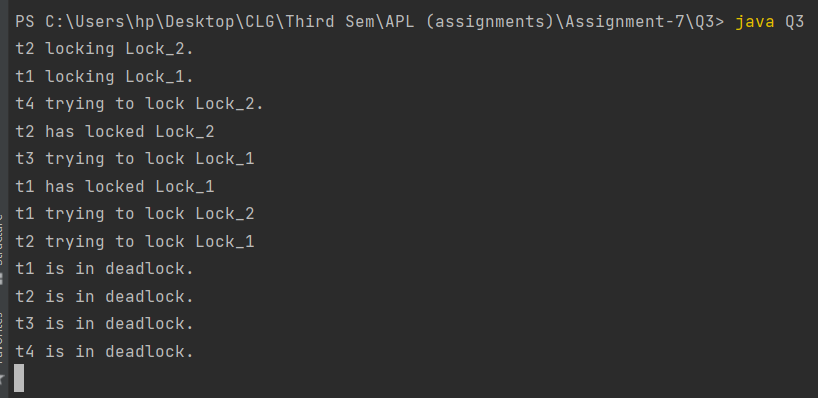 PS C:\Users\hp\Desktop\CLG\Third Sem\APL (assignments)\Assignment-7\Q3> java Q3
t2 locking Lock_2.
t1 locking Lock_1.
t4 trying to lock Lock_2.
t2 has locked Lock_2
t3 trying to lock Lock_1
t1 has locked Lock_1
t1 trying to lock Lock_2
t2 trying to lock Lock_1
t1 is in deadlock.
t2 is in deadlock.
t3 is in deadlock.
t4 is in deadlock.